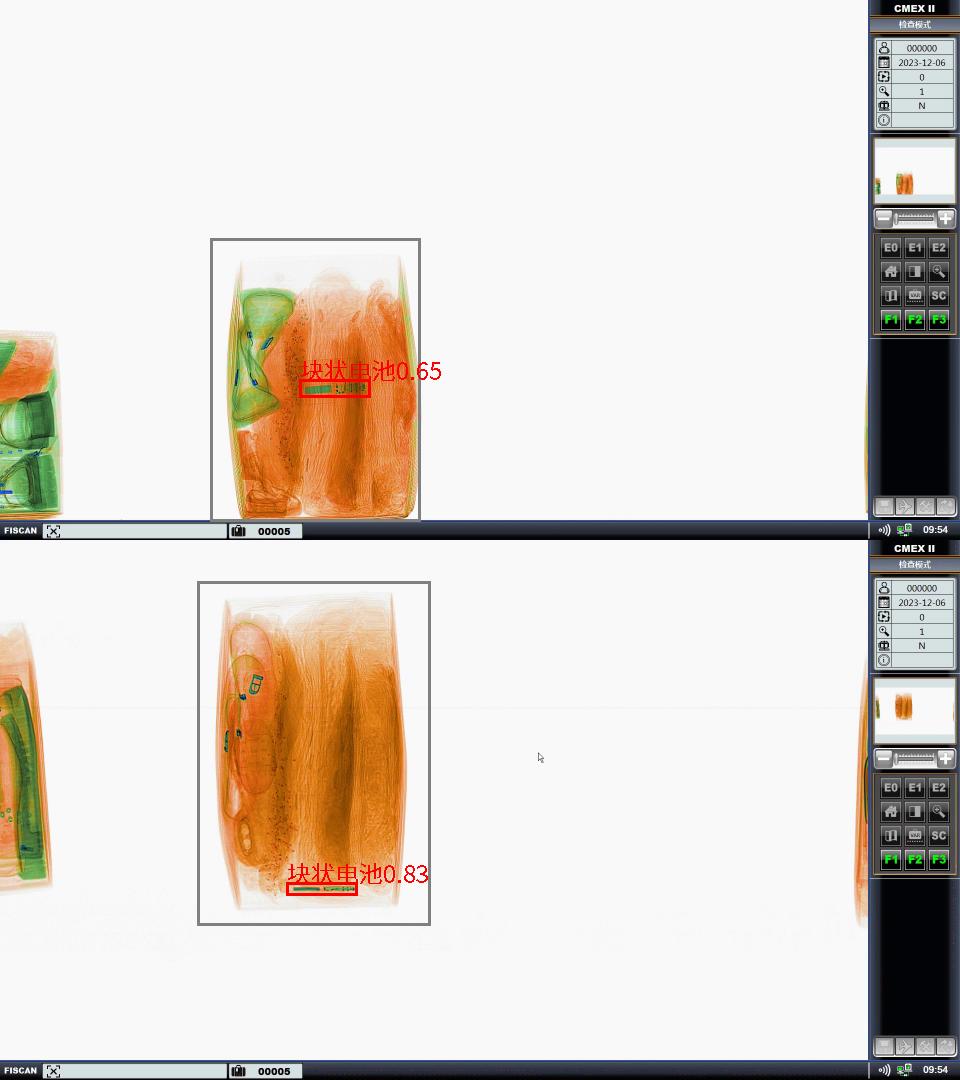 CMEX II
检查模式
000000
2023-12-06
0
1
N
E0 E1 E2
SC
F1 F2 F3
块状电池0.65
FISCAN
00005
09:54
CMEX II
检查模式
000000
2023-12-06
0
1
N
E0 E1 E2
SC
F1 F2 F3
块状电池0.83
FISCAN
00005
09:54